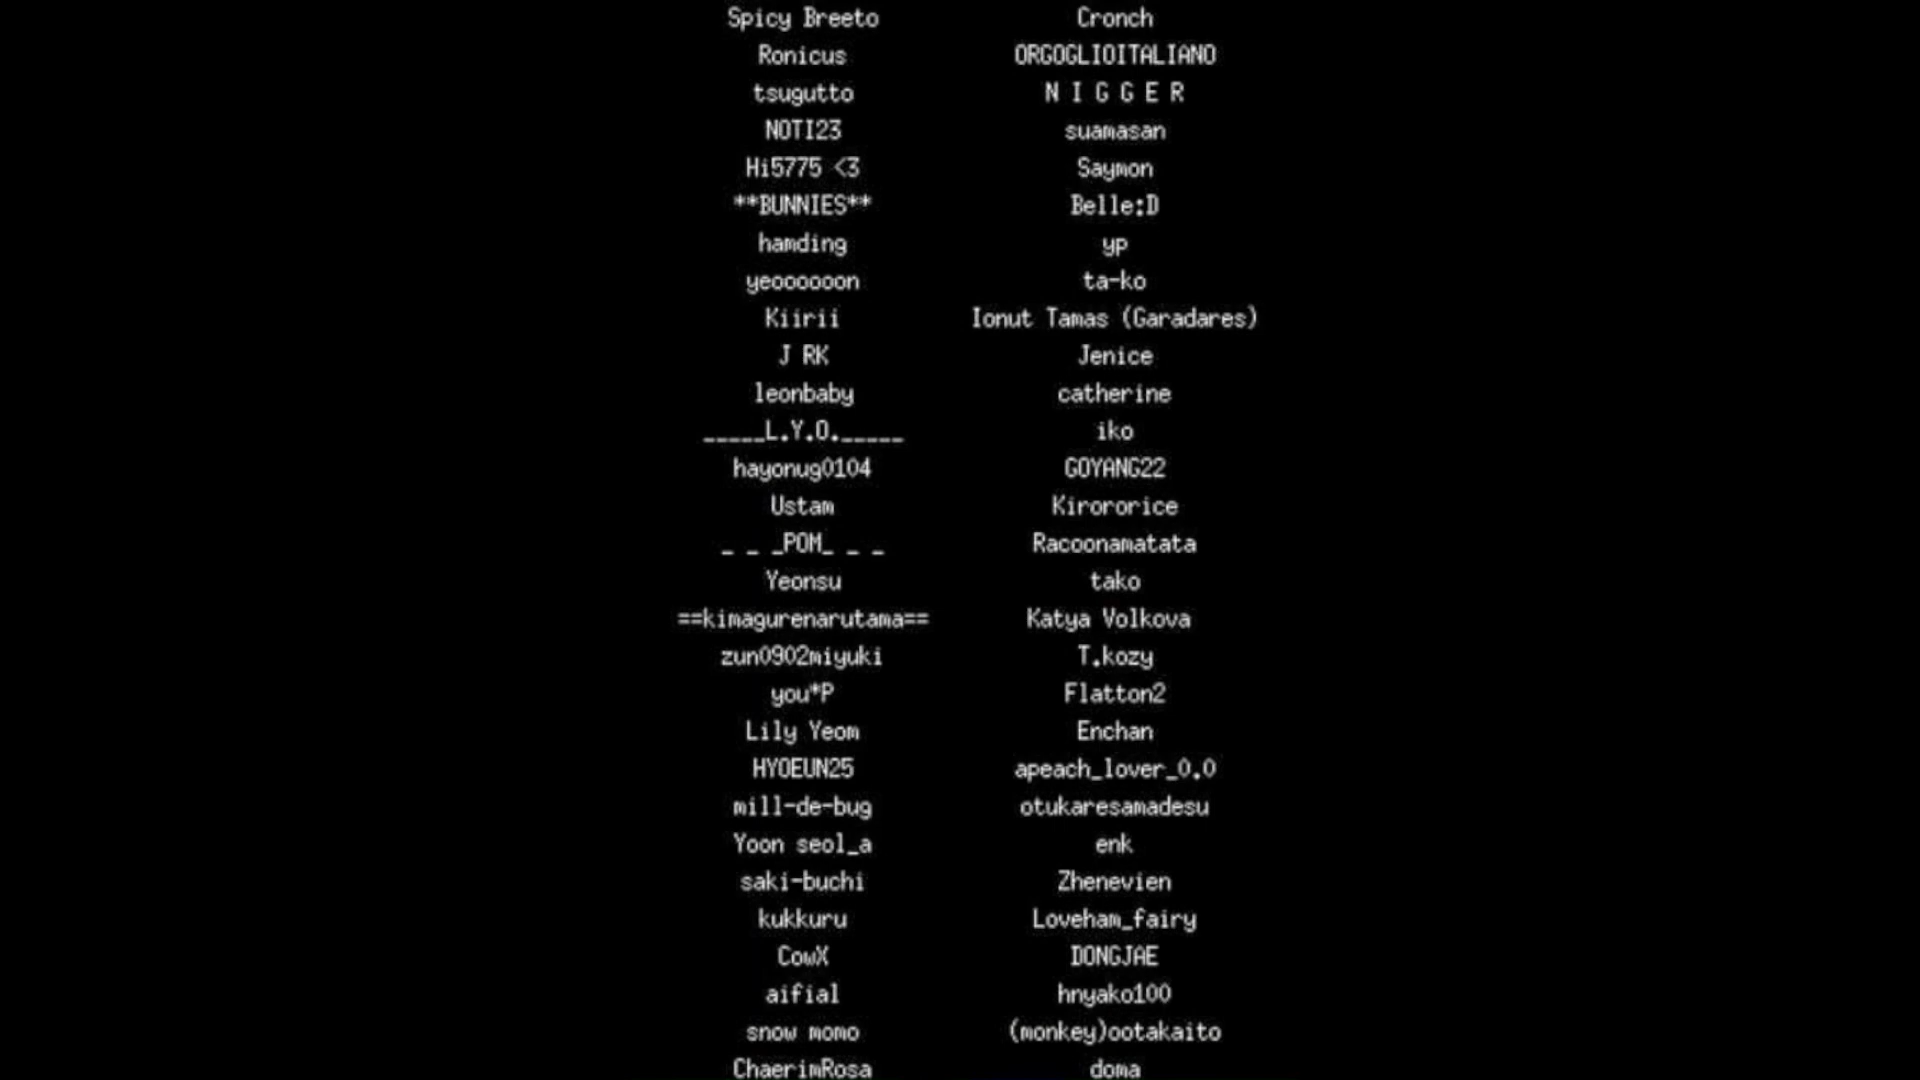 Spicy Breeto Cronch
Ronicus ORGOGLIOITALIANO
tsugutto N I G G E R
NOTI23 suamasan
Hi5775 <3 Saymon
**BUNNIES** Belle:D
hamding yp
yeoooooon ta-ko
Kiirii Ionut Tamas (Garadares)
J RK Jenice
leonbaby catherine
_____L.Y.O._____ iko
hayonug0104 GOYANG22
Ustam Kirororice
_ _ _POM_ _ _ Racoonamatata
Yeonsu tako
==kimagurenarutama== Katya Volkova
zun0902miyuki T.kozy
you*P Flatton2
Lily Yeom Enchan
HYOEUN25 apeach_lover_0.0
mill-de-bug otukaresamadesu
Yoon seol_a enk
saki-buchi Zhenevien
kukkuru Loveham_fairy
CowX DONGJAE
aifial hnyako100
snow momo (monkey)ootakaito
ChaerimRosa doma